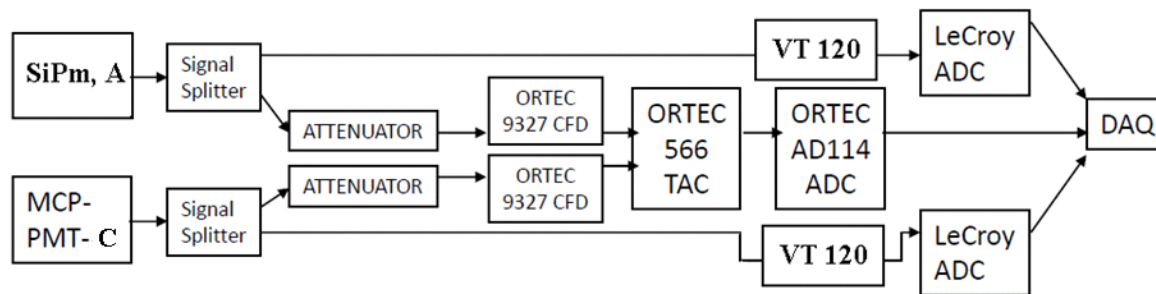 SiPm, A
Signal
Splitter
VT 120
LeCroy
ADC
ATTENUATOR
ORTEC
9327 CFD
ORTEC
566
TAC
ORTEC
AD114
ADC
DAQ
MCP-
PMT- C
Signal
Splitter
ATTENUATOR
ORTEC
9327 CFD
VT 120
LeCroy
ADC